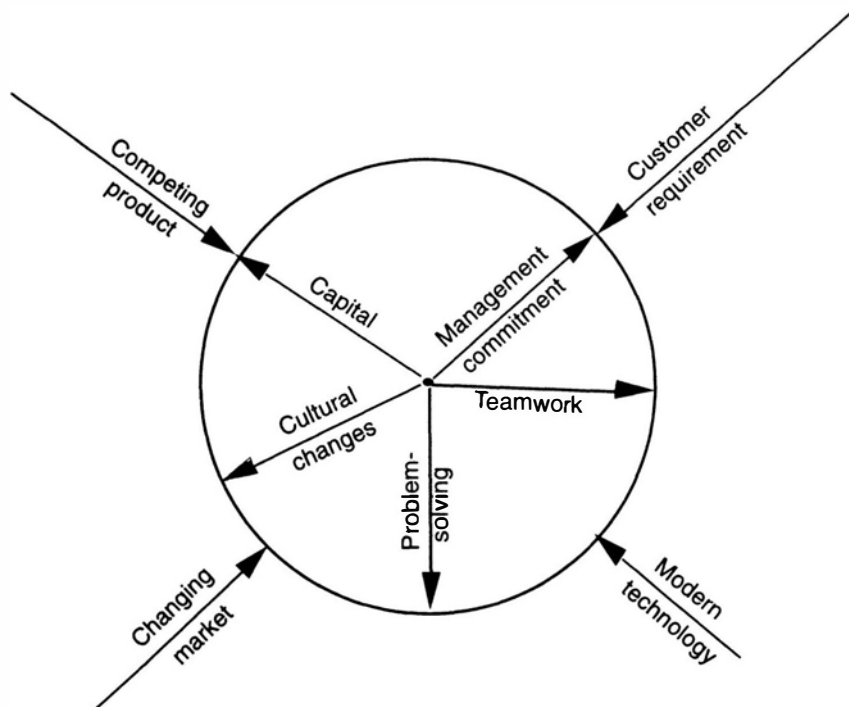 Competing
product
Customer
requirement
Capital
Management
commitment
Cultural
changes
Teamwork
Problem-
solving
Changing
market
Modern
technology